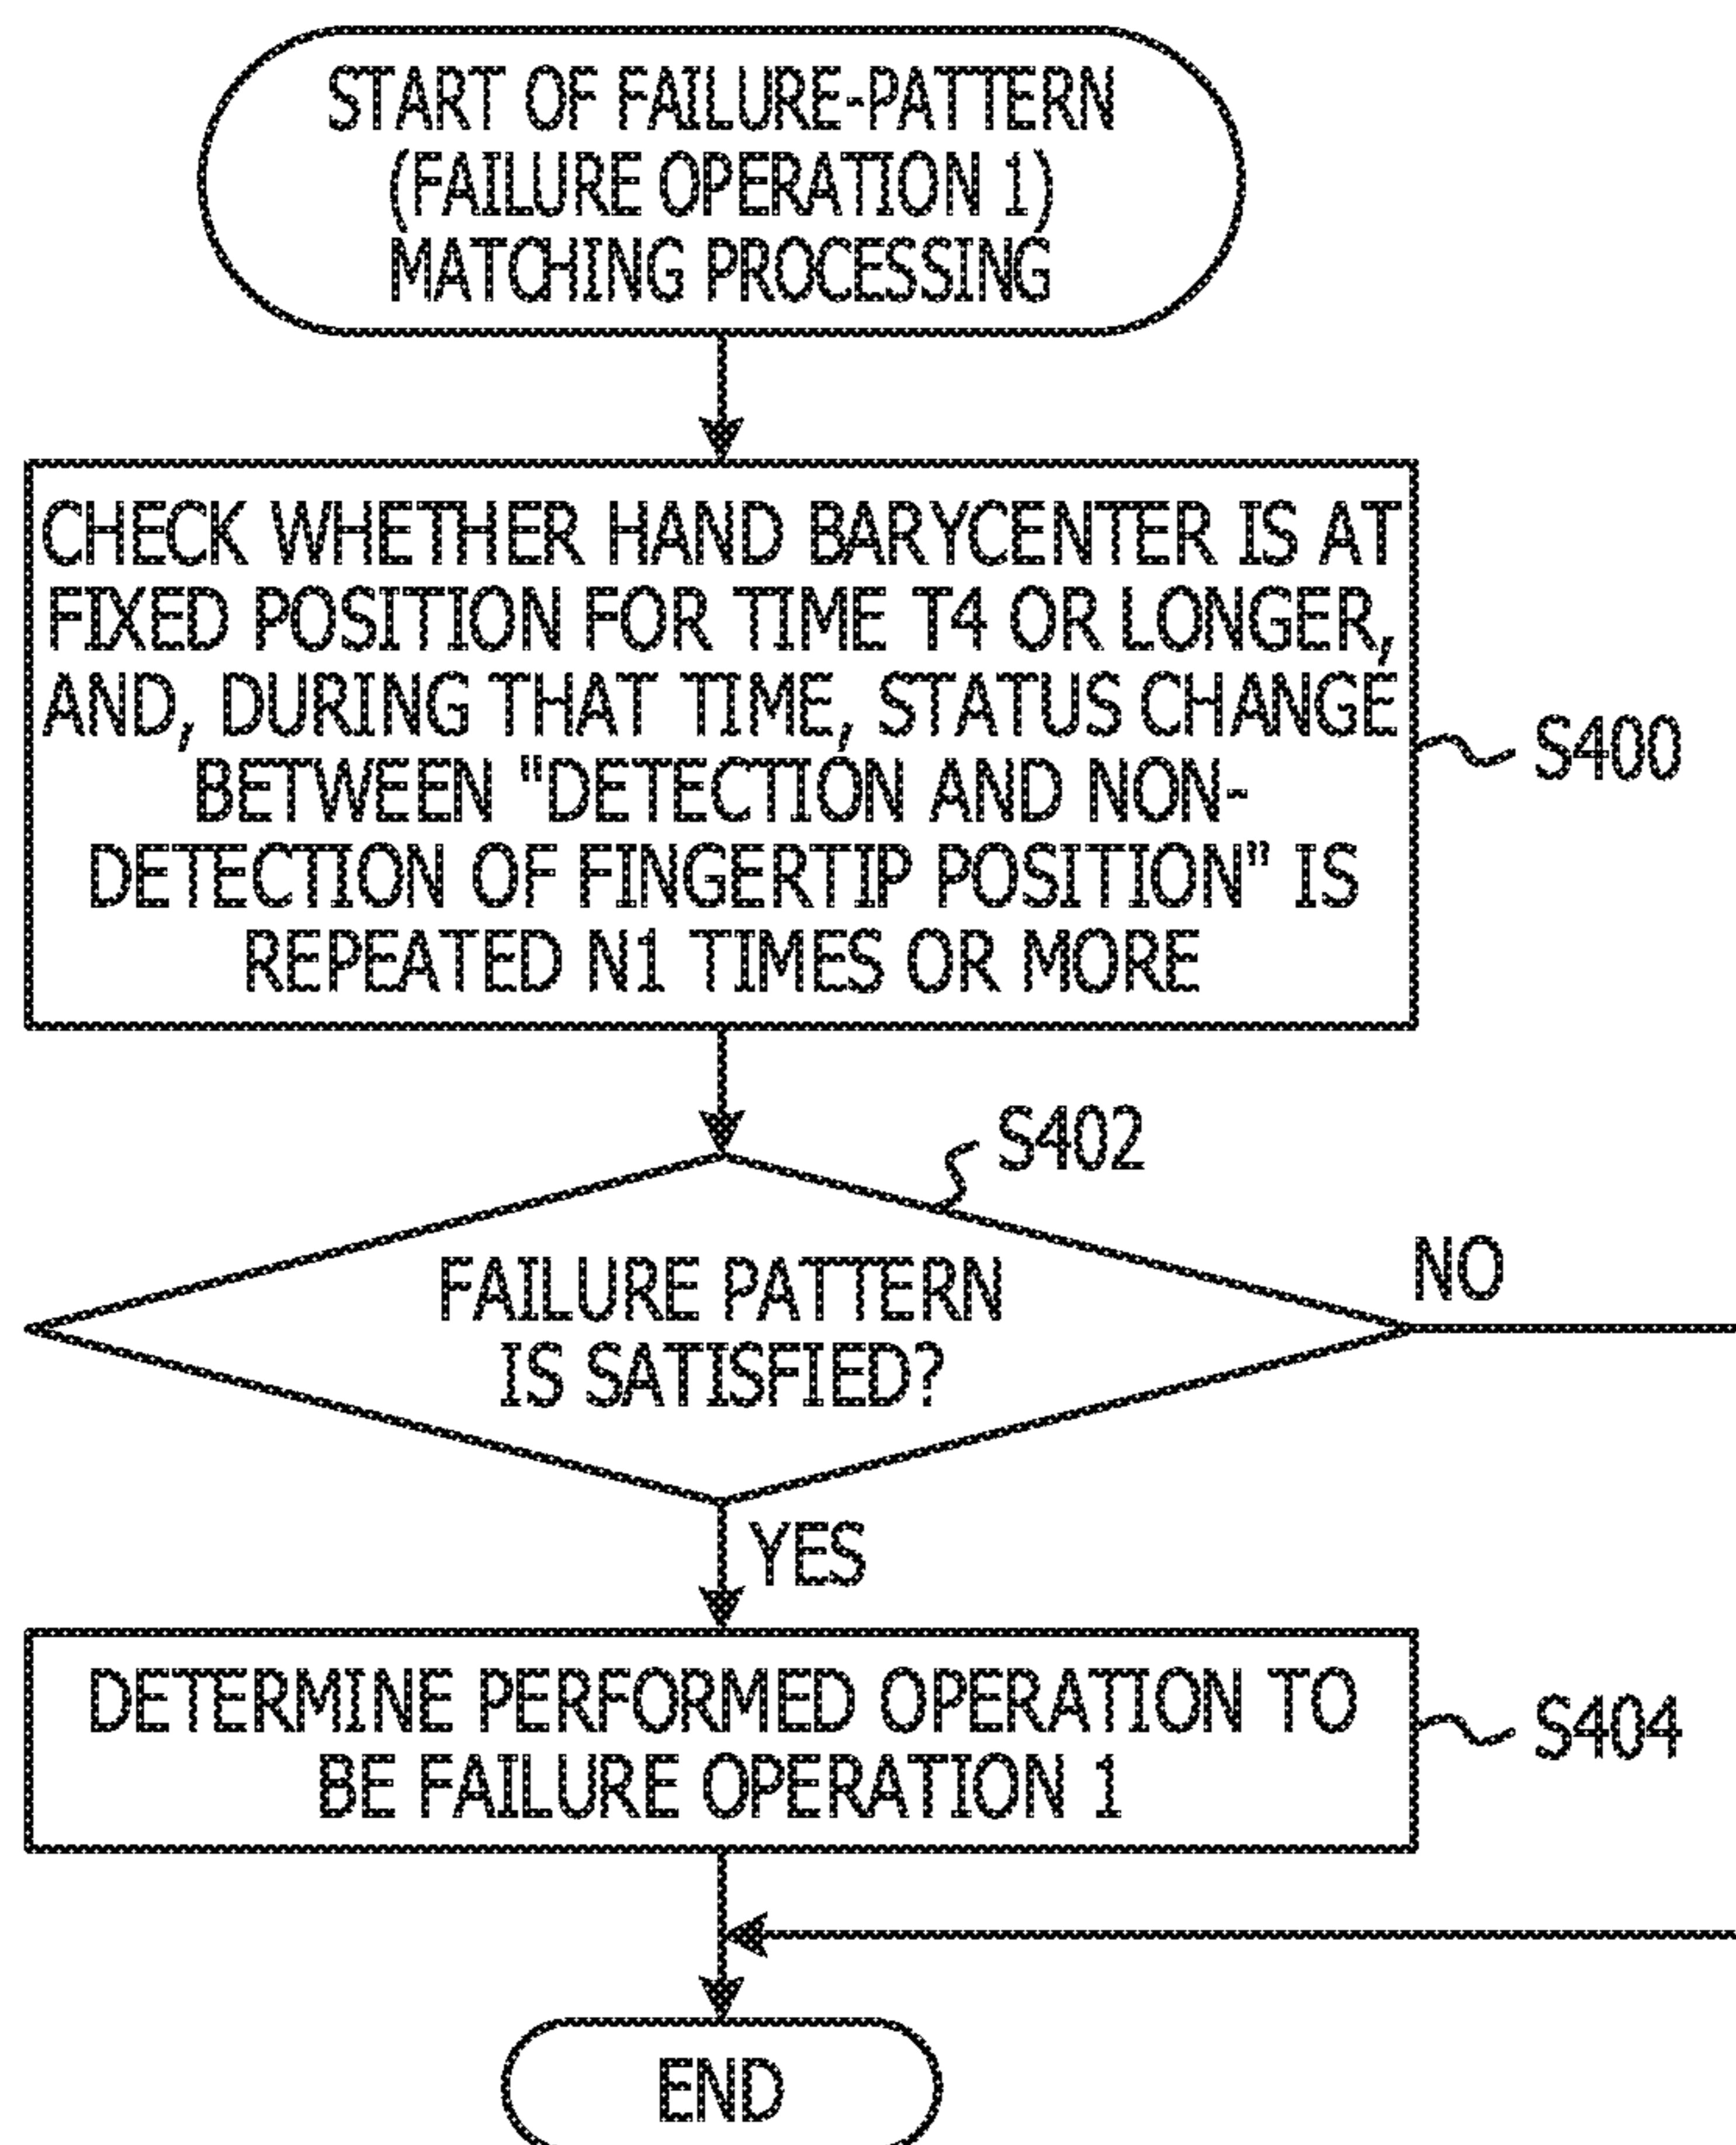 START OF FAILURE-PATTERN
(FAILURE OPERATION 1)
MATCHING PROCESSING
CHECK WHETHER HAND BARYCENTER IS AT
FIXED POSITION FOR TIME T4 OR LONGER,
AND, DURING THAT TIME, STATUS CHANGE
BETWEEN "DETECTION AND NON-
DETECTION OF FINGERTIP POSITION" IS
REPEATED N1 TIMES OR MORE
S400
S402
FAILURE PATTERN
IS SATISFIED?
NO
YES
DETERMINE PERFORMED OPERATION TO
BE FAILURE OPERATION 1
S404
END